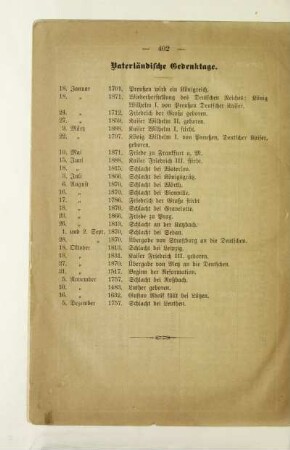 — 402 —
Vaterländische Gedenktage.
18. Januar 1701, Preußen wird ein Königreich.
18. „ 1871, Wiederherstellung des Deutschen Reiches; König
Wilhelm I. von Preußen Deutscher Kaiser.
24. „ 1712, Friedrich der Große geboren.
27. „ 1859, Kaiser Wilhelm II. geboren.
9. März 1888, Kaiser Wilhelm I. stirbt.
22. „ 1797, König Wilhelm I. von Preußen, Deutscher Kaiser,
geboren.
10. Mai 1871, Friede zu Frankfurt a. M.
15. Juni 1888, Kaiser Friedrich III. stirbt.
18. „ 1815, Schlacht bei Waterloo.
3. Juli 1866, Schlacht bei Königgrätz.
6. August 1870, Schlacht bei Wörth.
16. „ 1870, Schlacht bei Vionville.
17. „ 1786, Friedrich der Große stirbt.
18. „ 1870, Schlacht bei Gravelotte.
23. „ 1866, Friede zu Prag.
26. „ 1813, Schlacht an der Katzbach.
1. und 2. Sept. 1870, Schlacht bei Sedan.
28. „ 1870, Übergabe von Straßburg an die Deutschen.
18. Oktober 1813, Schlacht bei Leipzig.
18. „ 1831, Kaiser Friedrich III. geboren.
27. „ 1870, Übergabe von Metz an die Deutschen.
31. „ 1517, Beginn der Reformation.
5. November 1757, Schlacht bei Roßbach.
10. „ 1483, Luther geboren.
16. „ 1632, Gustav Adolf fällt bei Lützen.
5. Dezember 1757, Schlacht bei Leuthen.